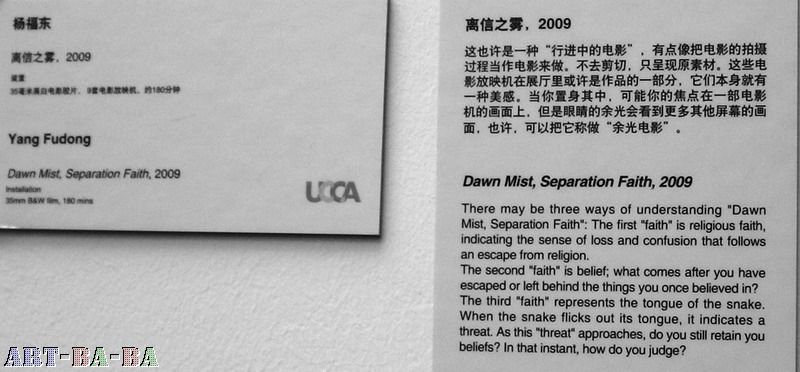 杨福东
离信之雾，2009
装置
35毫米黑白电影胶片， 9套电影放映机，约180分钟
Yang Fudong
Dawn Mist, Separation Faith, 2009
Installation
35mm B&W film, 180 mins
UCCA
离信之雾，2009
这也许是一种“行进中的电影”，有点像把电影的拍摄
过程当作电影来做。不去剪切，只呈现原素材。这些电
影放映机在展厅里或许是作品的一部分，它们本身就有
一种美感。当你置身其中，可能你的焦点在一部电影
机的画面上，但是眼睛的余光会看到更多其他屏幕的画
面，也许，可以把它称做“余光电影”。
Dawn Mist, Separation Faith, 2009
There may be three ways of understanding "Dawn
Mist, Separation Faith": The first "faith" is religious faith,
indicating the sense of loss and confusion that follows
an escape from religion.
The second "faith" is belief; what comes after you have
escaped or left behind the things you once believed in?
The third "faith" represents the tongue of the snake.
When the snake flicks out its tongue, it indicates a
threat. As this "threat" approaches, do you still retain you
beliefs? In that instant, how do you judge?
ART-BA-BA